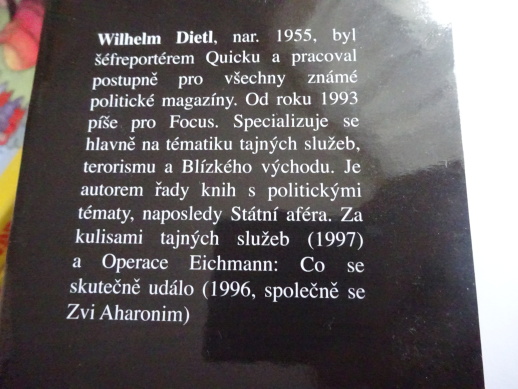 Wilhelm Dietl, nar. 1955, byl
šéfreportérem Quicku a pracoval
postupně pro všechny známé
politické magazíny. Od roku 1993
píše pro Focus. Specializuje se
hlavně na tématiku tajných služeb,
terorismu a Blízkého východu. Je
autorem řady knih s politickými
tématy, naposledy Státní aféra. Za
kulisami tajných služeb (1997)
a Operace Eichmann: Co se
skutečně událo (1996, společně se
Zvi Aharonim)